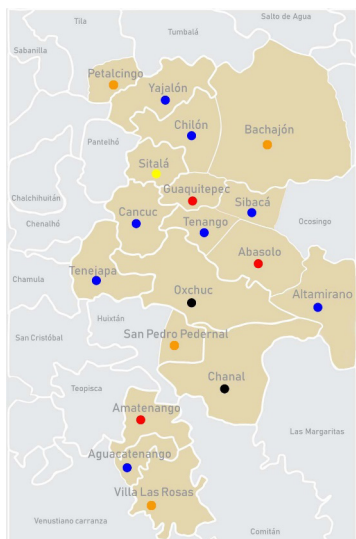 Tila
Salto de Agua
Tumbalá
Sabanilla
Petalcingo
Yajalón
Chilón
Bachajón
Pantelhó
Sitalá
Guaquitepec
Chalchihuitán
Cancuc
Sibacá
Chenalhó
Tenango
Ocosingo
Abasolo
Tenejapa
Chamula
Oxchuc
Altamirano
Huixtán
San Pedro Pedernal
San Cristóbal
Chanal
Teopisca
Amatenango
Las Margaritas
Aguacatenango
Villa Las Rosas
Venustiano carranza
Comitán